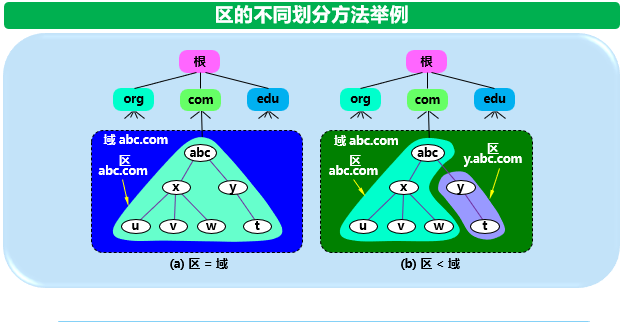 区的不同划分方法举例
根
org
com
edu
域 abc.com
区
abc.com
abc
x
y
u
v
w
t
(a) 区 = 域
根
org
com
edu
域 abc.com
区
abc.com
区
y.abc.com
abc
x
y
u
v
w
t
(b) 区 < 域